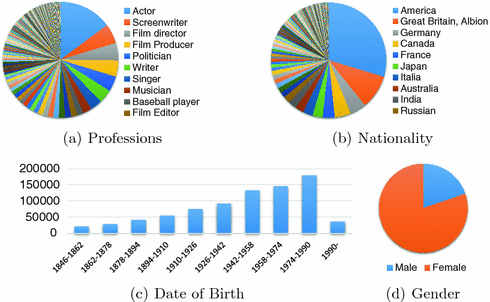 Actor
Screenwriter
Film director
Film Producer
Politician
Writer
Singer
Musician
Baseball player
Film Editor
(a) Professions
America
Great Britain, Albion
Germany
Canada
France
Japan
Italia
Australia
India
Russian
(b) Nationality
200000
150000
100000
50000
0
1846-1862
1862-1878
1878-1894
1894-1910
1910-1926
1926-1942
1942-1958
1958-1974
1974-1990
1990-
(c) Date of Birth
Male Female
(d) Gender